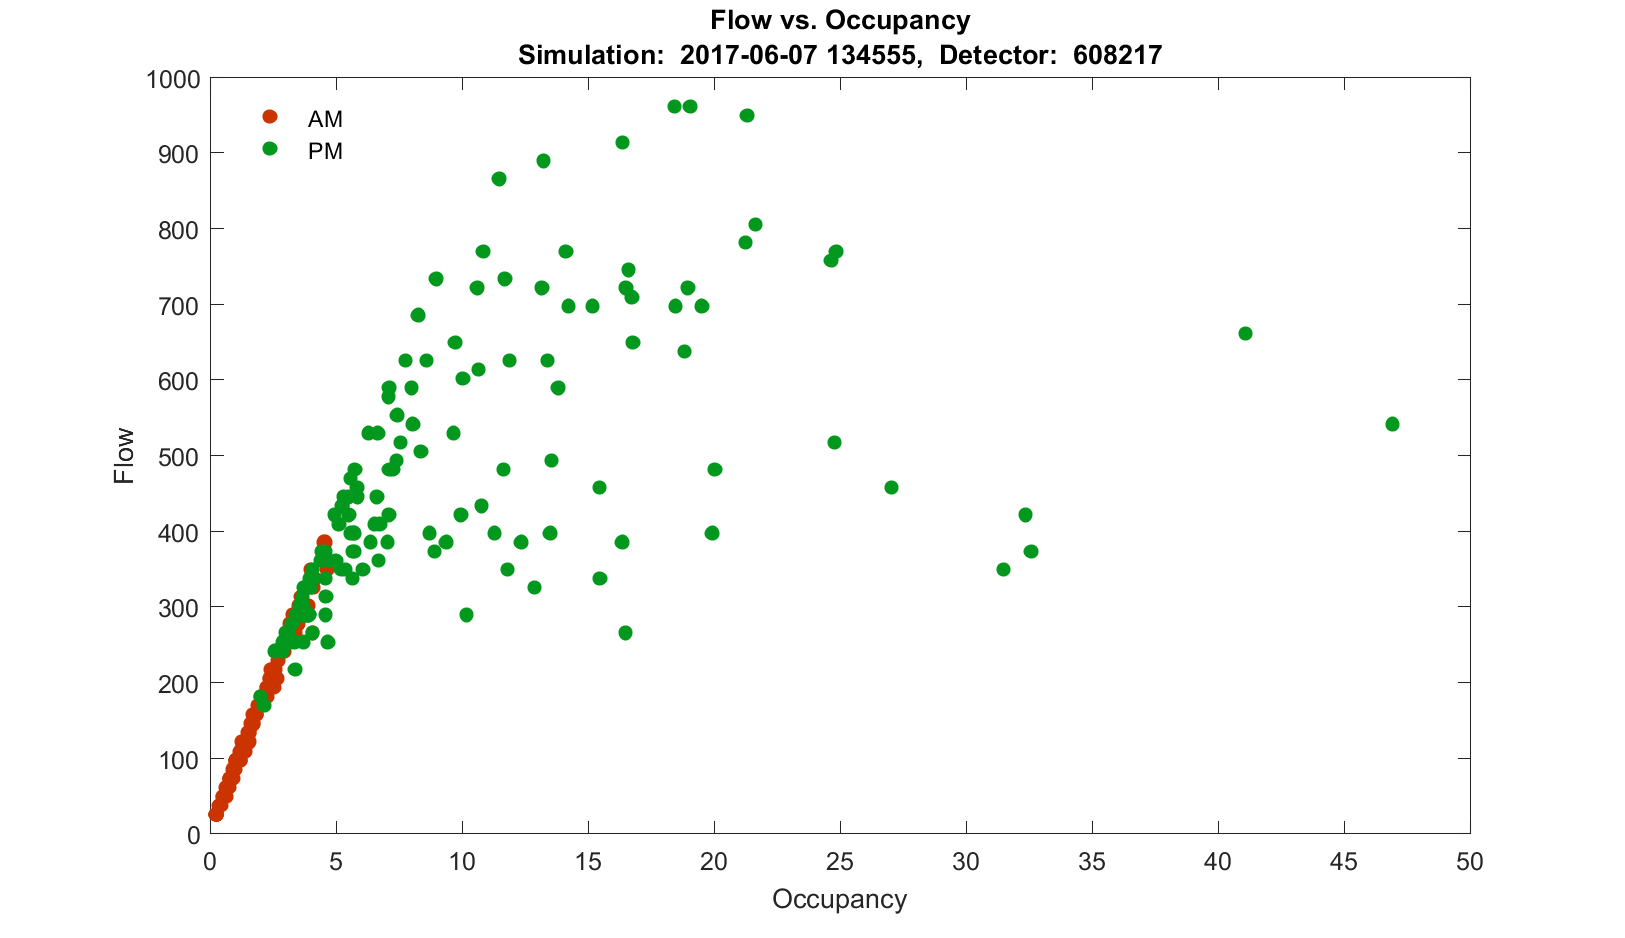 Flow vs. Occupancy
Simulation:  2017-06-07 134555,  Detector:  608217
1000
900
800
700
600
500
400
300
200
100
0
AM
PM
Flow
0 5 10 15 20 25 30 35 40 45 50
Occupancy